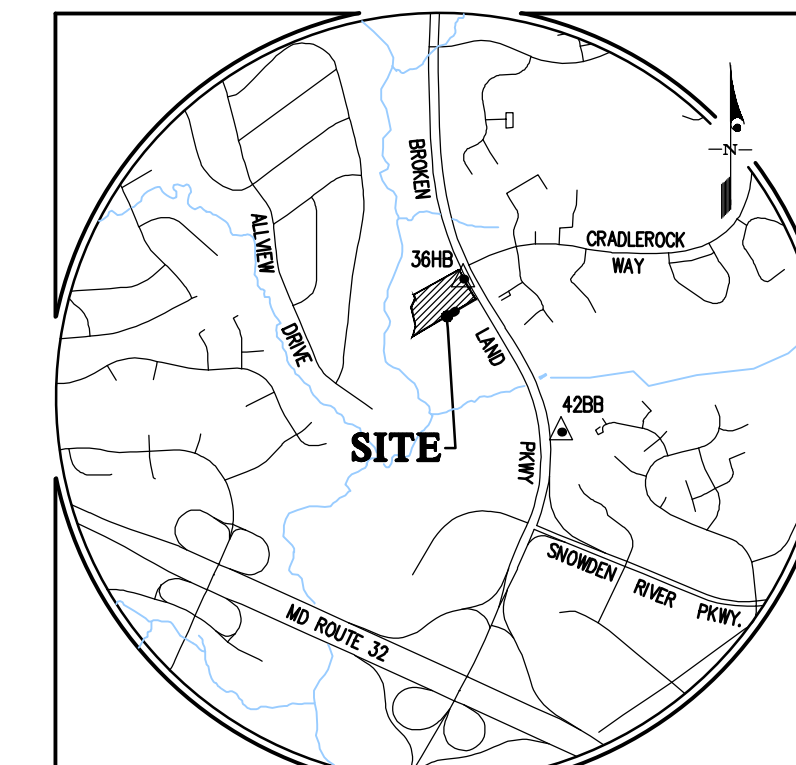 BROKEN
N
ALLVIEW
CRADLEROCK
WAY
36HB
DRIVE
LAND
42BB
SITE
PKWY
SNOWDEN RIVER PKWY.
MD ROUTE 32